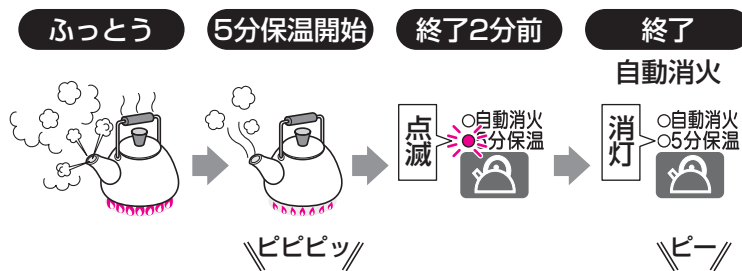 ふっとう
5分保温開始
終了2分前
終了
自動消火
点滅
○自動消火
●5分保温
消灯
○自動消火
○5分保温
ピピピッ
ピー